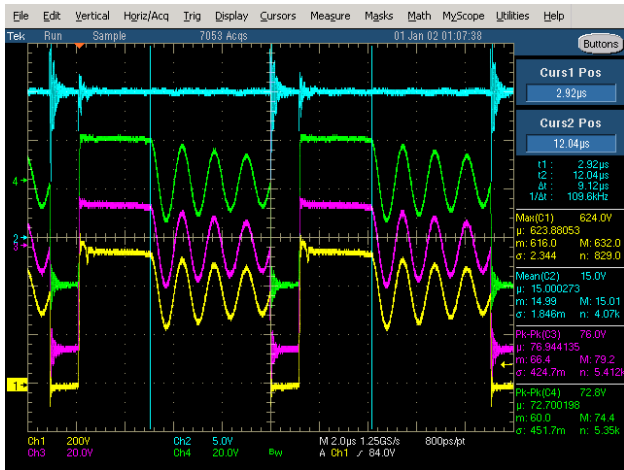 File Edit Vertical Horiz/Acq Trig Display Cursors Measure Masks Math MyScope Utilities Help
Tek Run Sample 7053 Acqs 01 Jan 02 01:07:38
Buttons
Curs1 Pos
2.92µs
Curs2 Pos
12.04µs
t1 : 2.92µs
t2 : 12.04µs
Δt : 9.12µs
1/Δt : 109.6kHz
Max(C1) 624.0V
µ: 623.88053
m: 616.0 M: 632.0
σ: 2.344 n: 829.0
Mean(C2) 15.0V
µ: 15.000273
m: 14.99 M: 15.01
σ: 1.846m n: 4.07k
Pk-Pk(C3) 76.0V
µ: 76.944135
m: 68.4 M: 79.2
σ: 424.7m n: 5.412k
Pk-Pk(C4) 72.8V
µ: 72.700198
m: 60.0 M: 74.4
σ: 451.7m n: 5.35k
4
2
3
1
Ch1 200V Ch2 5.0V M 2.0µs 1.25GS/s 800ps/pt
Ch3 20.0V Ch4 20.0V Bw A Ch1 ∕ 84.0V